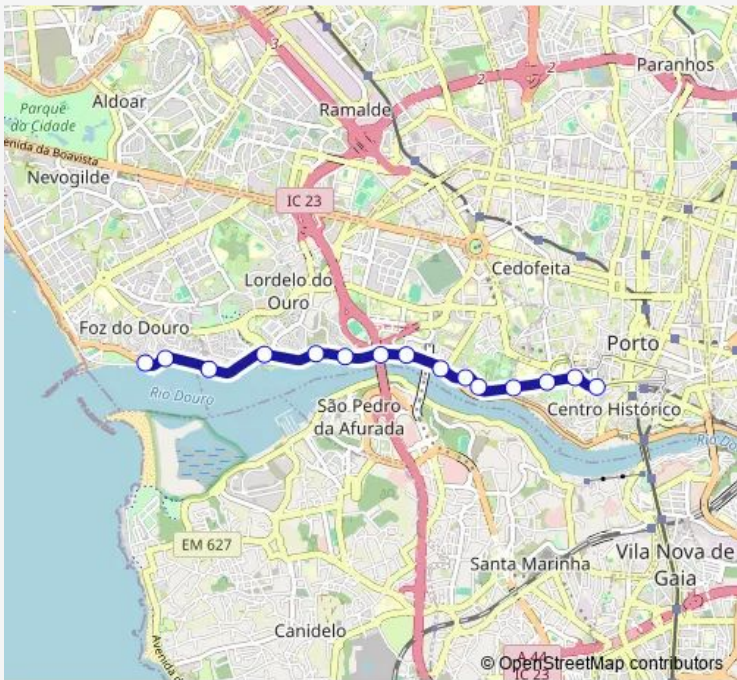 3
2
2
Paranhos
Aldoar
Ramalde
Parque
da Cidade
enida da Boavista
Nevogilde
IC 23
Cedofeita
Lordelo do
Ouro
Foz do Douro
Porto
Rio Douro
São Pedro
da Afurada
Centro Histórico
Rio Do
EM 627
Vila Nova de
Gaia
Santa Marinha
Canidelo
Avenida d
A 44
IC 23
© OpenStreetMap contributors